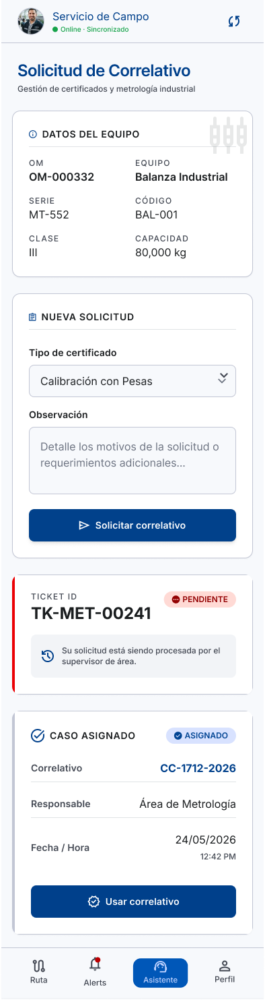 Servicio de Campo
Online · Sincronizado
Solicitud de Correlativo
Gestión de certificados y metrología industrial
DATOS DEL EQUIPO
OM
EQUIPO
OM-000332
Balanza Industrial
SERIE
CÓDIGO
MT-552
BAL-001
CLASE
CAPACIDAD
III
80,000 kg
NUEVA SOLICITUD
Tipo de certificado
Calibración con Pesas
Observación
Detalle los motivos de la solicitud o
requerimientos adicionales...
Solicitar correlativo
TICKET ID
PENDIENTE
TK-MET-00241
Su solicitud está siendo procesada por el
supervisor de área.
CASO ASIGNADO
ASIGNADO
Correlativo
CC-1712-2026
Responsable
Área de Metrología
Fecha / Hora
24/05/2026
12:42 PM
Usar correlativo
Ruta
Alerts
Asistente
Perfil